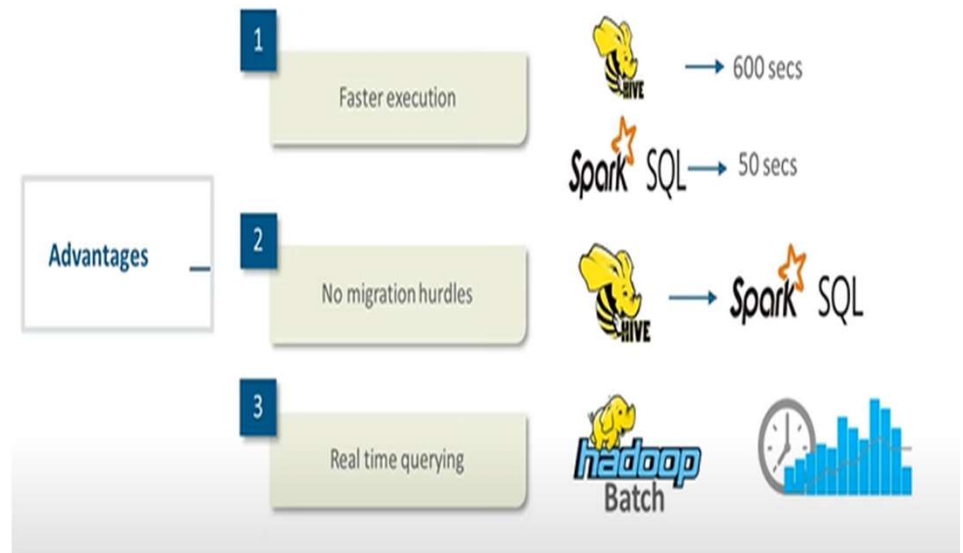 Advantages
1
Faster execution
HIVE
600 secs
Spark SQL
50 secs
2
No migration hurdles
HIVE
Spark SQL
3
Real time querying
hadoop
Batch